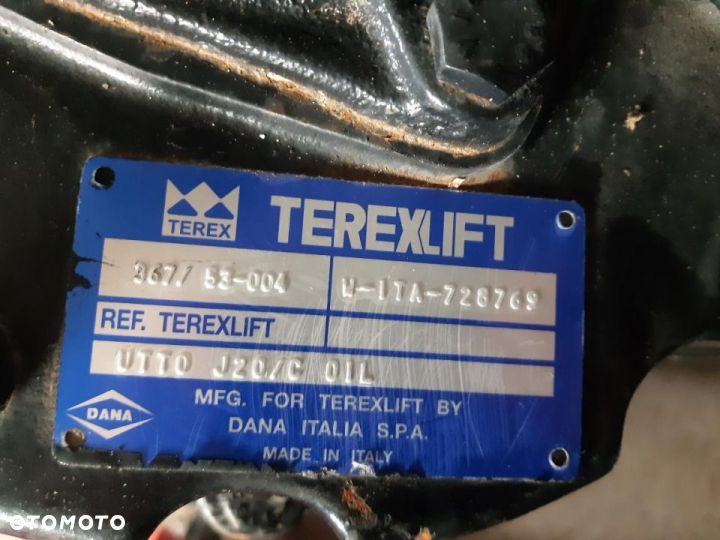 TEREX
TEREXLIFT
367/ 53-004 W-ITA-728769
REF. TEREXLIFT
UTTO J20/C OIL
DANA
MFG. FOR TEREXLIFT BY
DANA ITALIA S.P.A.
MADE IN ITALY
OTOMOTO